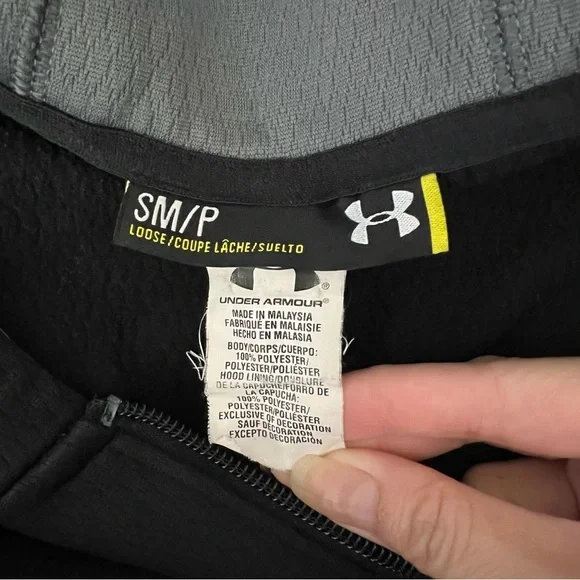 SM/P
LOOSE/COUPE LÂCHE/SUELTO
®
UNDER ARMOUR®
MADE IN MALAYSIA
FABRIQUÉ EN MALAISIE
HECHO EN MALASIA
BODY/CORPS/CUERPO:
100% POLYESTER/
POLYESTER/POLIÉSTER
HOOD LINING/DOUBLURE
DE LA CAPUCHE/FORRO DE
LA CAPUCHA:
100% POLYESTER/
POLYESTER/POLIÉSTER
EXCLUSIVE OF DECORATION
SAUF DÉCORATION
EXCEPTO DECORACIÓN